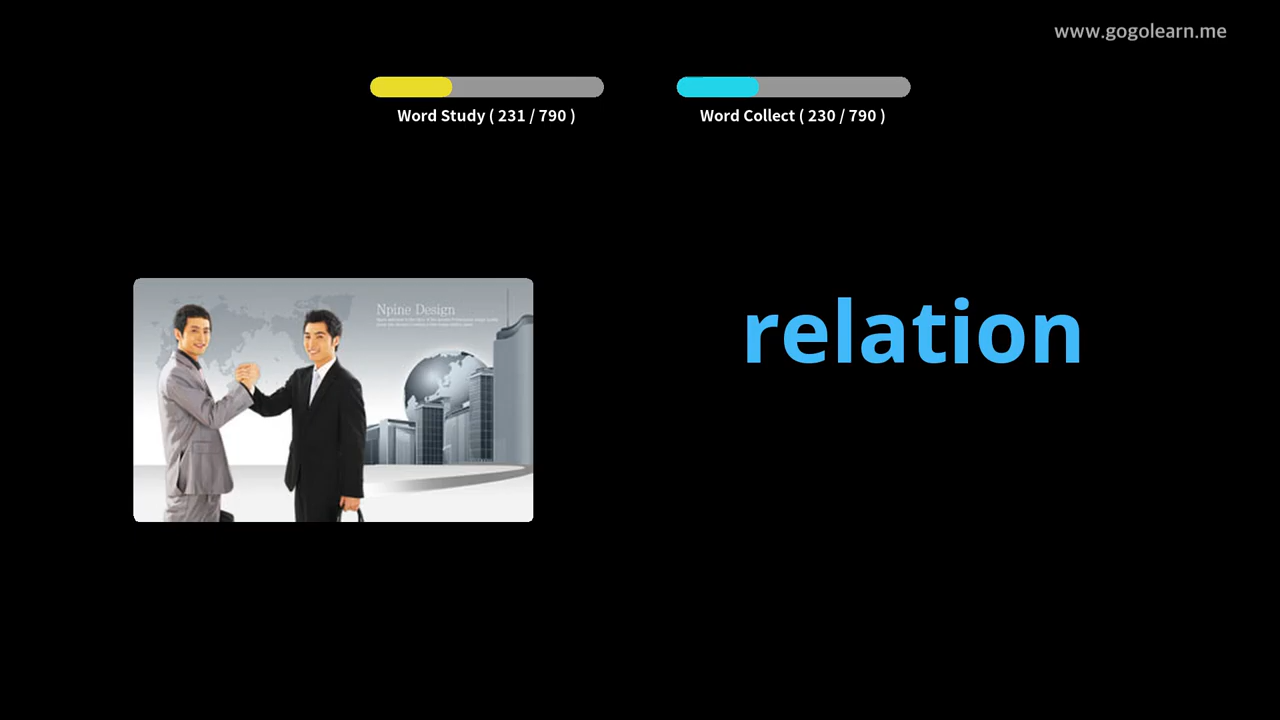 www.gogolearn.me
Word Study ( 231 / 790 )
Word Collect ( 230 / 790 )
Npine Design
relation